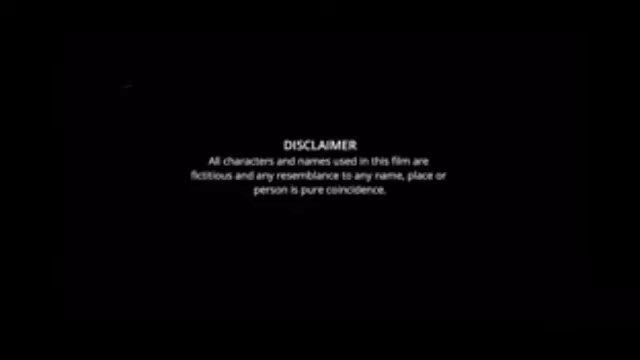 DISCLAIMER
All characters and names used in this film are
fictitious and any resemblance to any name, place or
person is pure coincidence.